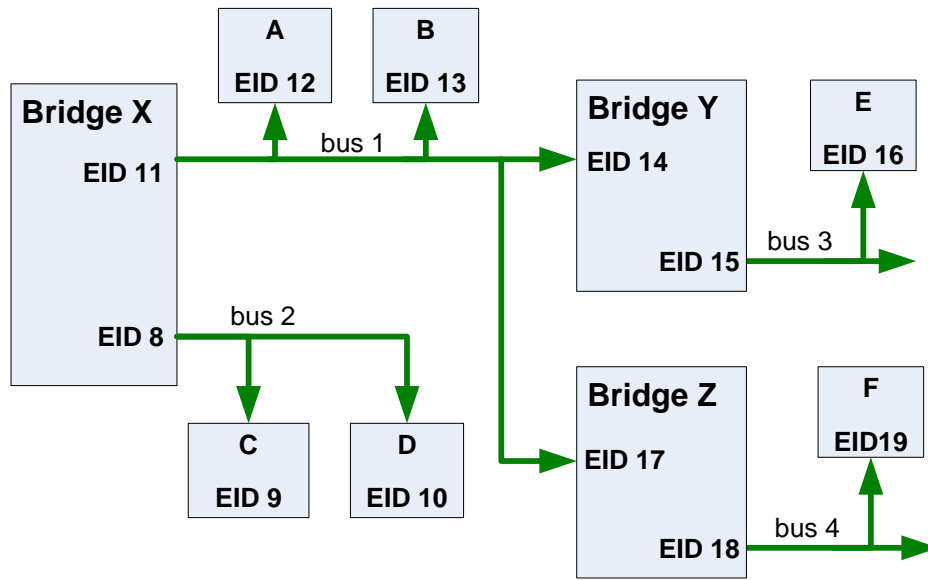 A
EID 12
B
EID 13
Bridge X
EID 11
bus 1
Bridge Y
EID 14
EID 15
E
EID 16
bus 3
EID 8
bus 2
C
EID 9
D
EID 10
Bridge Z
EID 17
EID 18
F
EID19
bus 4